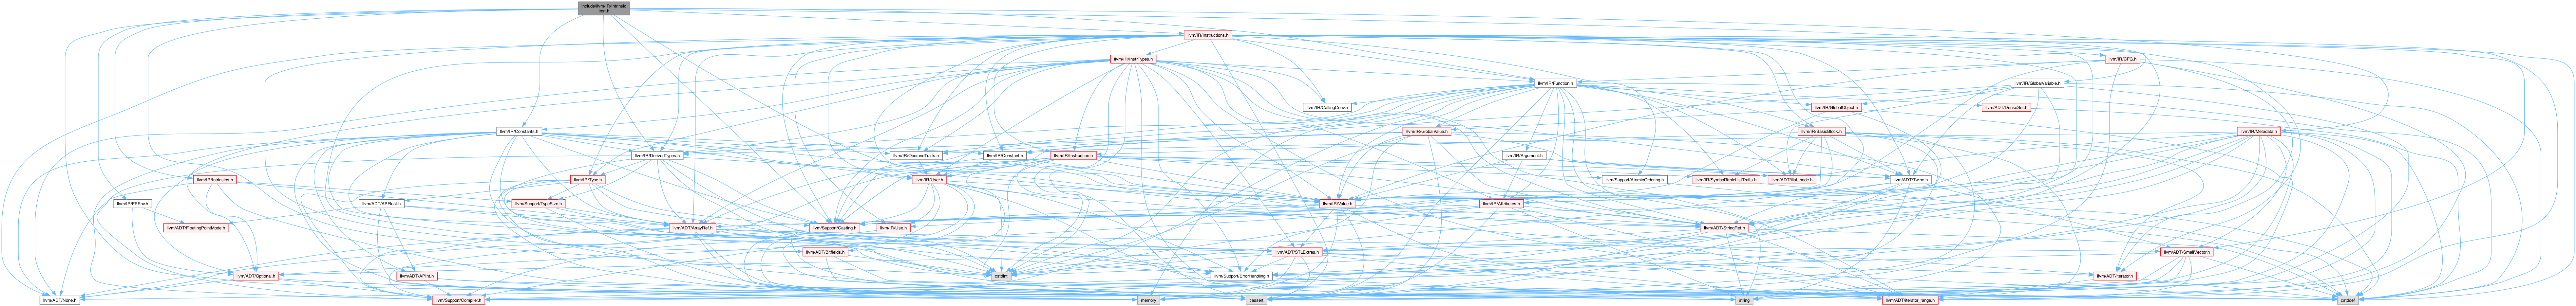 include/llvm/IR/Intrinsic
Inst.h
llvm/IR/Instructions.h
llvm/IR/InstrTypes.h
llvm/IR/CFG.h
llvm/IR/Function.h
llvm/IR/GlobalVariable.h
llvm/IR/CallingConv.h
llvm/IR/GlobalObject.h
llvm/ADT/DenseSet.h
llvm/IR/Constants.h
llvm/IR/GlobalValue.h
llvm/IR/BasicBlock.h
llvm/IR/Metadata.h
llvm/IR/DerivedTypes.h
llvm/IR/OperandTraits.h
llvm/IR/Constant.h
llvm/IR/Instruction.h
llvm/IR/Argument.h
llvm/IR/Intrinsics.h
llvm/IR/Type.h
llvm/IR/User.h
llvm/Support/AtomicOrdering.h
llvm/IR/SymbolTableListTraits.h
llvm/ADT/ilist_node.h
llvm/ADT/Twine.h
llvm/IR/FPEnv.h
llvm/ADT/APFloat.h
llvm/Support/TypeSize.h
llvm/IR/Value.h
llvm/IR/Attributes.h
llvm/ADT/FloatingPointMode.h
llvm/ADT/ArrayRef.h
llvm/Support/Casting.h
llvm/IR/Use.h
llvm/ADT/StringRef.h
llvm/ADT/Bitfields.h
llvm/ADT/STLExtras.h
llvm/ADT/SmallVector.h
llvm/ADT/Optional.h
llvm/ADT/APInt.h
cstdint
llvm/Support/ErrorHandling.h
llvm/ADT/iterator.h
llvm/ADT/None.h
llvm/Support/Compiler.h
memory
cassert
string
llvm/ADT/iterator_range.h
cstddef